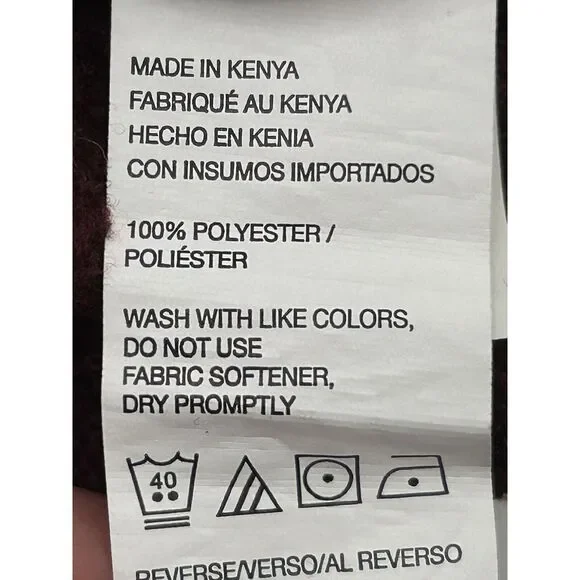 MADE IN KENYA
FABRIQUÉ AU KENYA
HECHO EN KENIA
CON INSUMOS IMPORTADOS
100% POLYESTER /
POLIÉSTER
WASH WITH LIKE COLORS,
DO NOT USE
FABRIC SOFTENER,
DRY PROMPTLY
40
REVERSE/VERSO/AL REVERSO